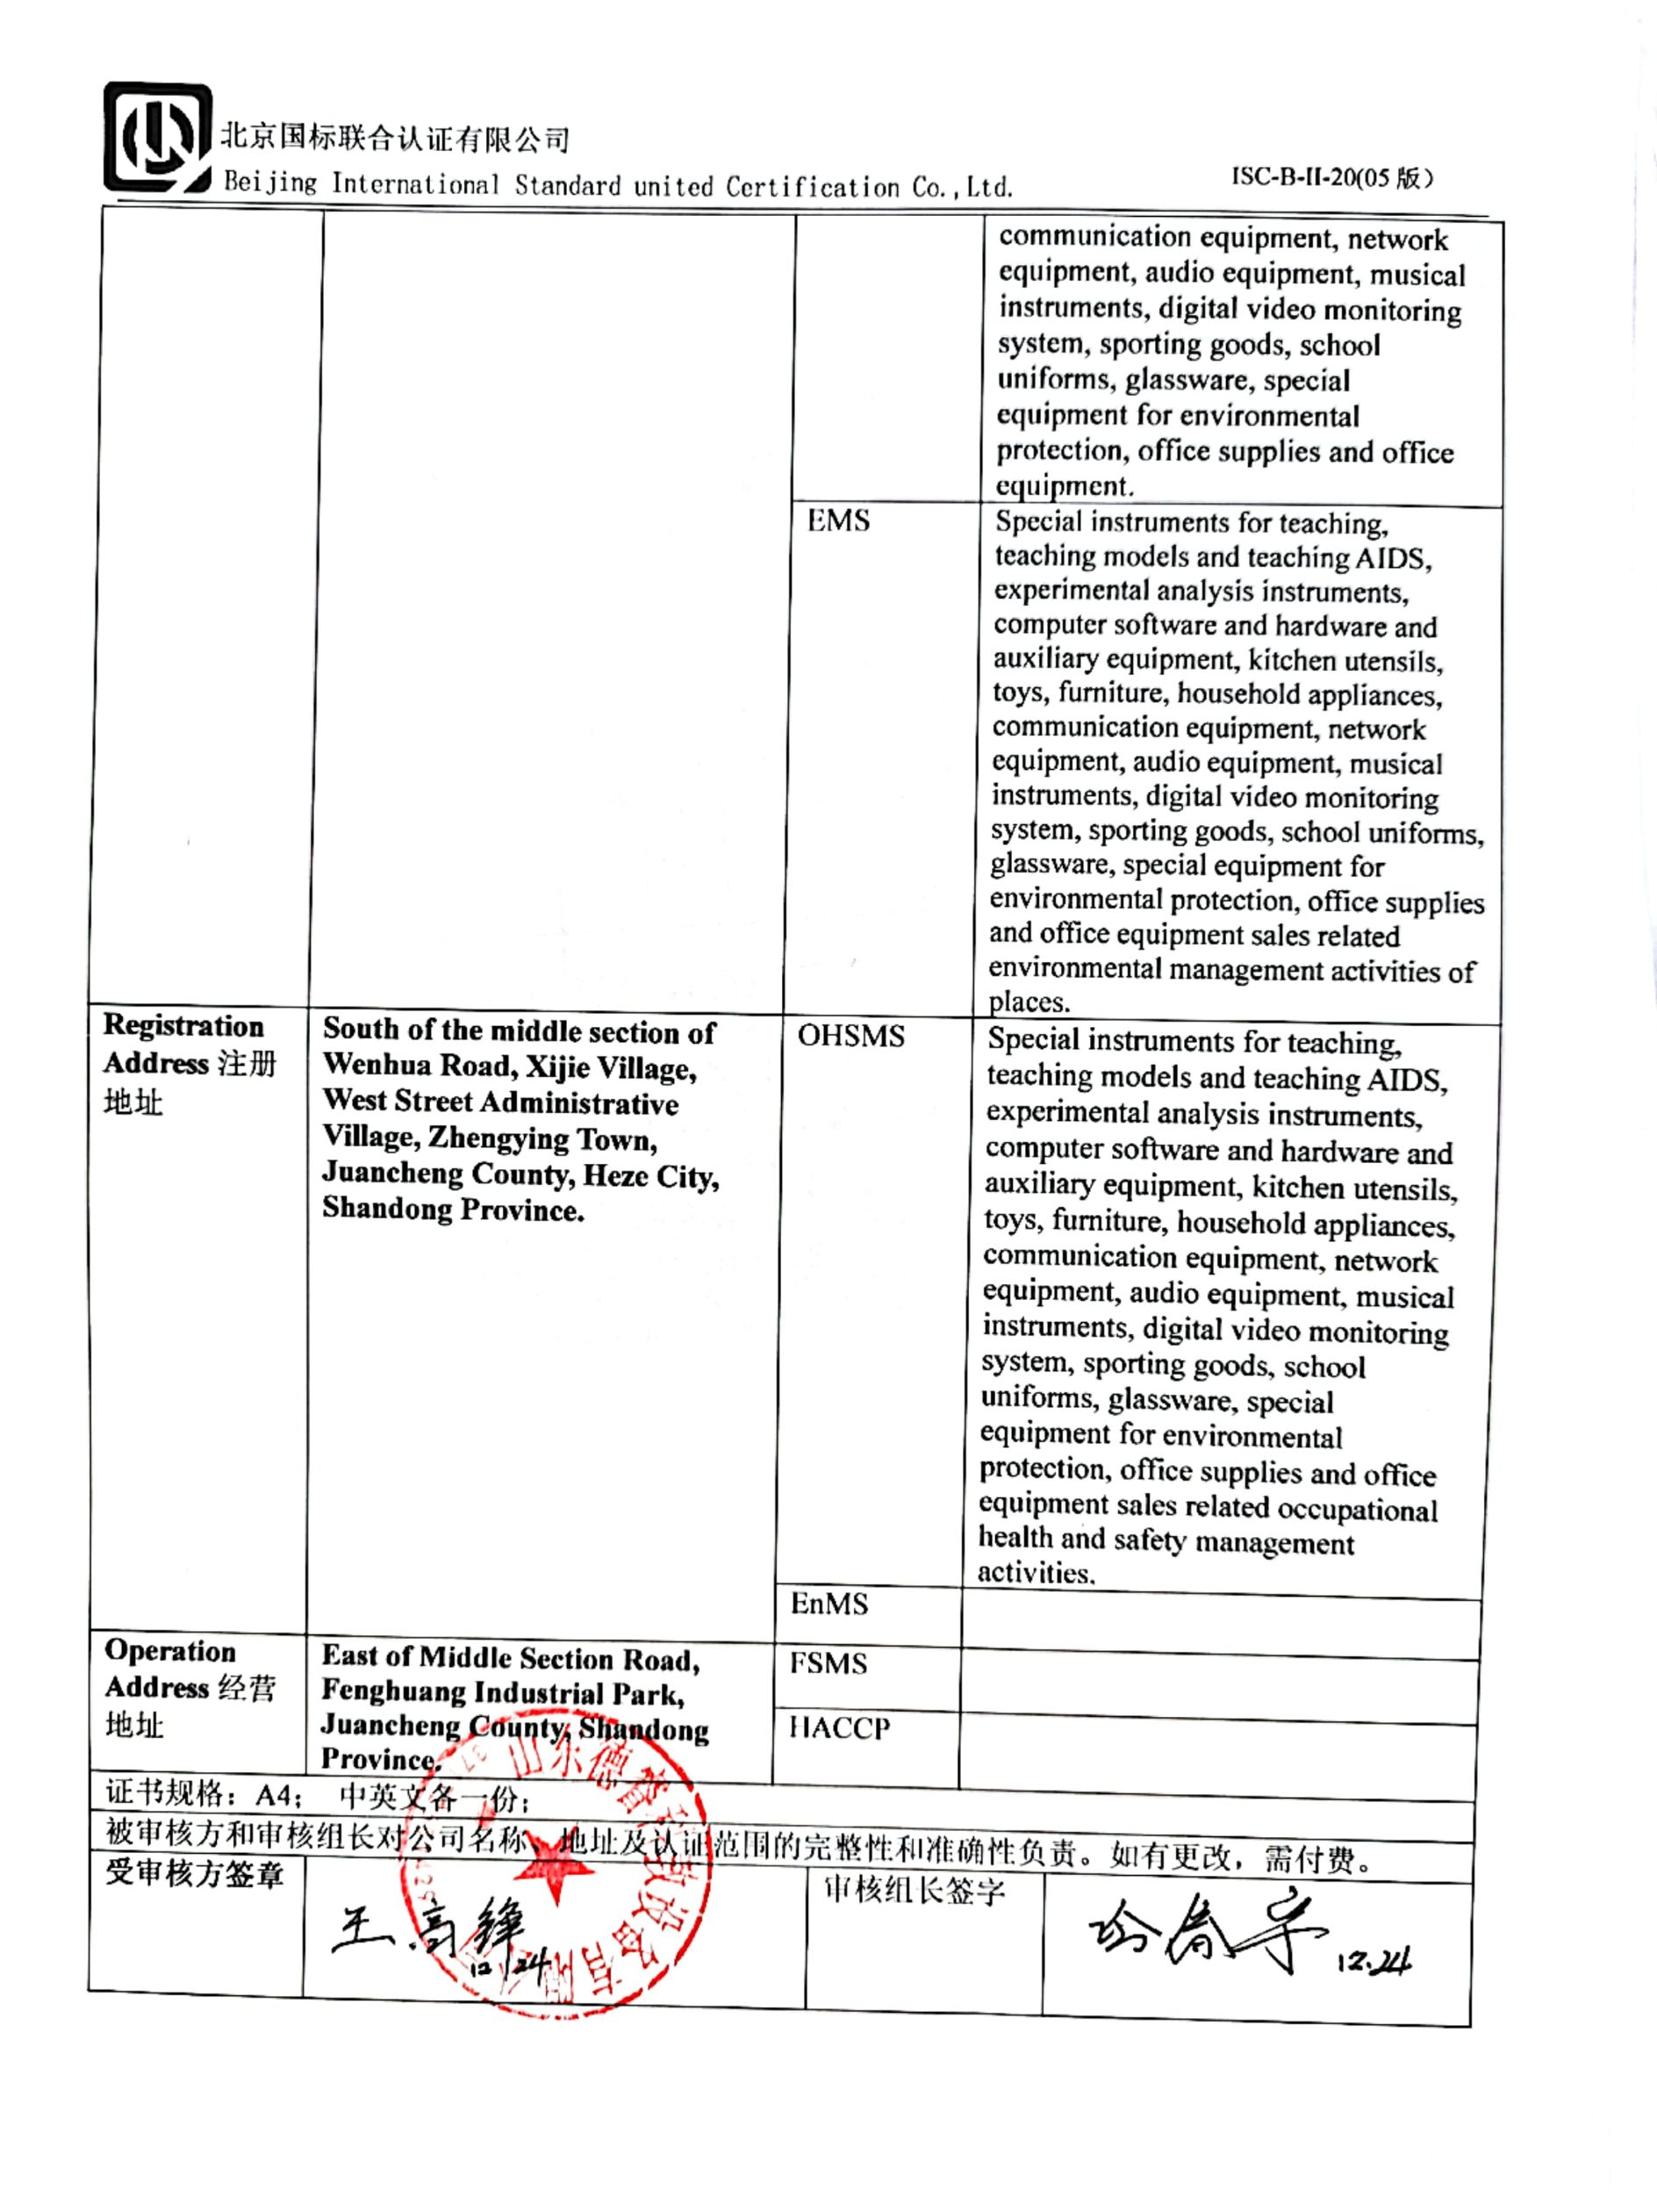 北京国标联合认证有限公司
Beijing International Standard united Certification Co.,Ltd.
ISC-B-II-20(05 版）
communication equipment, network
equipment, audio equipment, musical
instruments, digital video monitoring
system, sporting goods, school
uniforms, glassware, special
equipment for environmental
protection, office supplies and office
equipment.
EMS
Special instruments for teaching,
teaching models and teaching AIDS,
experimental analysis instruments,
computer software and hardware and
auxiliary equipment, kitchen utensils,
toys, furniture, household appliances,
communication equipment, network
equipment, audio equipment, musical
instruments, digital video monitoring
system, sporting goods, school uniforms,
glassware, special equipment for
environmental protection, office supplies
and office equipment sales related
environmental management activities of
places.
Registration
Address 注册
地址
South of the middle section of
Wenhua Road, Xijie Village,
West Street Administrative
Village, Zhengying Town,
Juancheng County, Heze City,
Shandong Province.
OHSMS
Special instruments for teaching,
teaching models and teaching AIDS,
experimental analysis instruments,
computer software and hardware and
auxiliary equipment, kitchen utensils,
toys, furniture, household appliances,
communication equipment, network
equipment, audio equipment, musical
instruments, digital video monitoring
system, sporting goods, school
uniforms, glassware, special
equipment for environmental
protection, office supplies and office
equipment sales related occupational
health and safety management
activities.
EnMS
Operation
Address 经营
地址
East of Middle Section Road,
Fenghuang Industrial Park,
Juancheng County, Shandong
Province.
FSMS
HACCP
证书规格：A4； 中英文各一份；
被审核方和审核组长对公司名称、地址及认证范围的完整性和准确性负责。如有更改，需付费。
受审核方签章
王高锋
12/24
审核组长签字
12.24